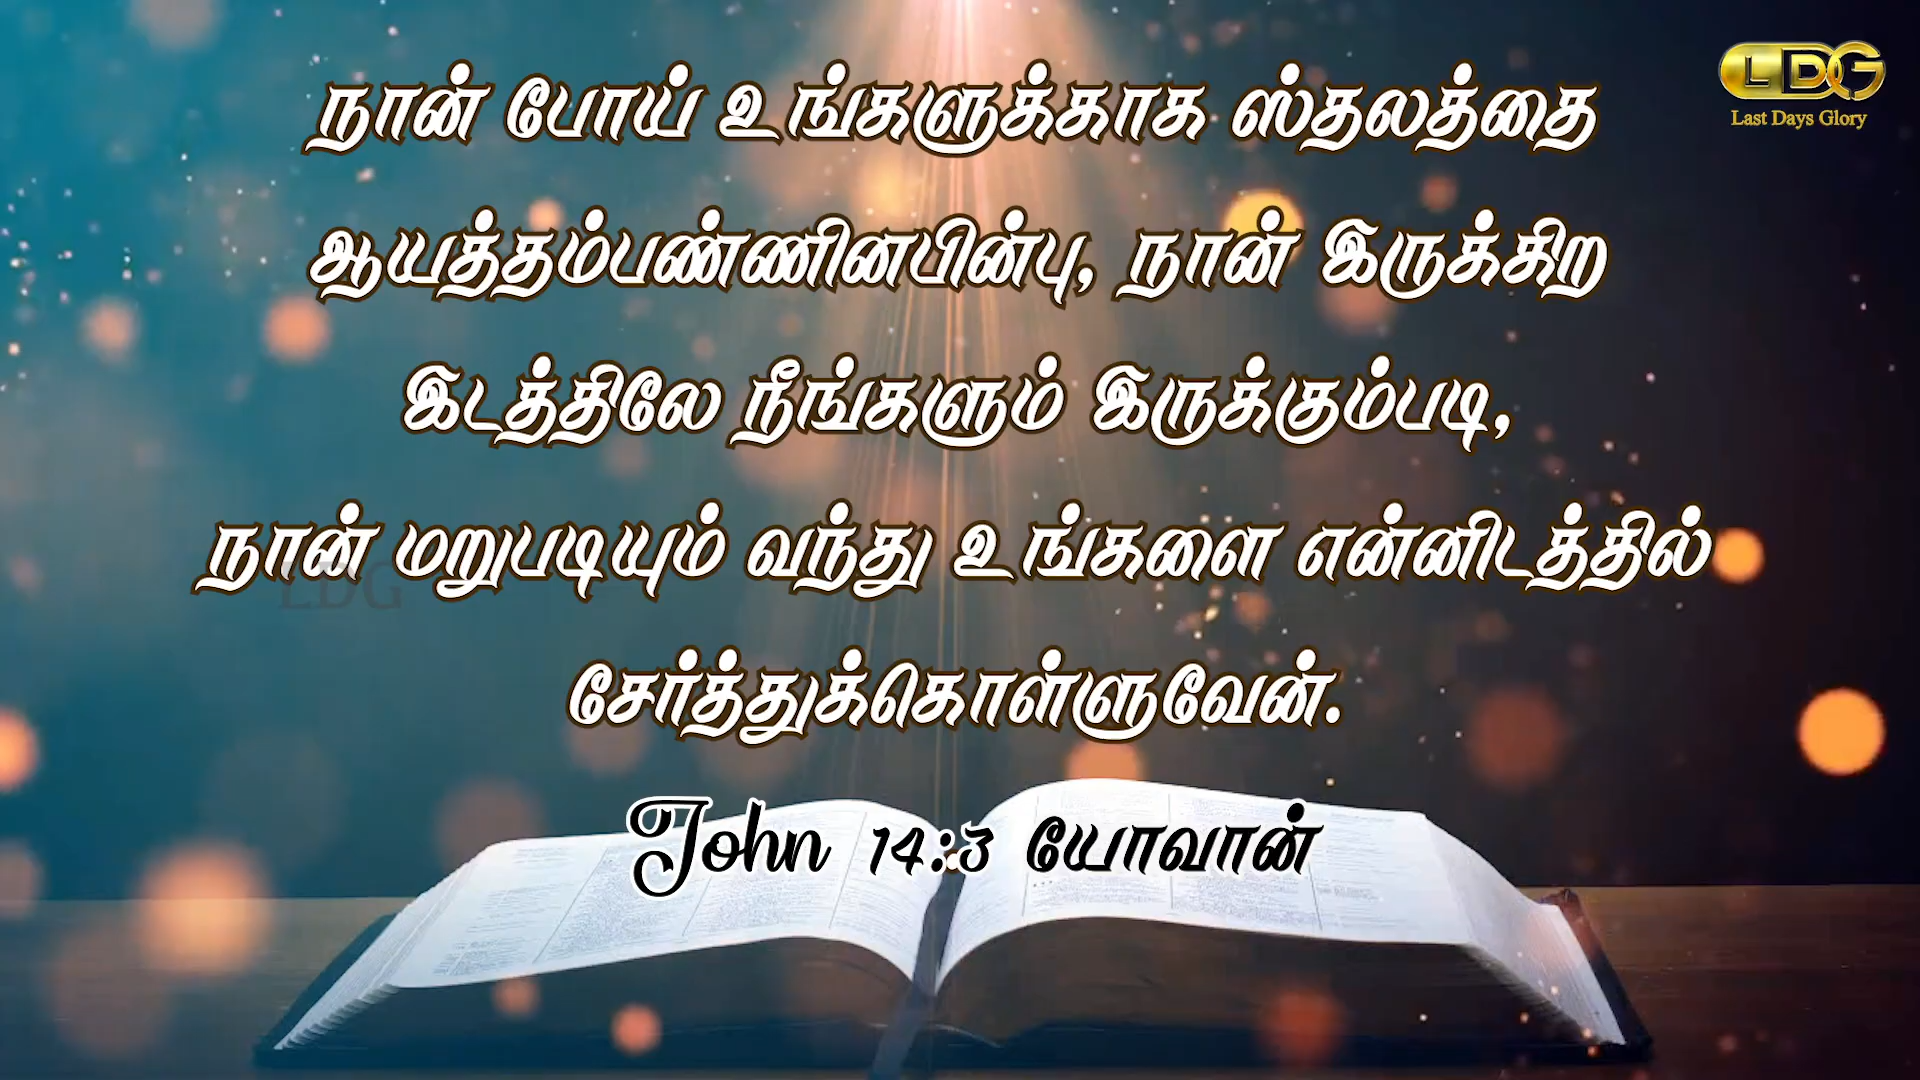 நான் போய் உங்களுக்காக ஸ்தலத்தை
ஆயத்தம்பண்ணினபின்பு, நான் இருக்கிற
இடத்திலே நீங்களும் இருக்கும்படி,
நான் மறுபடியும் வந்து உங்களை என்னிடத்தில்
சேர்த்துக்கொள்ளுவேன்.
John 14:3 யோவான்
LDG
Last Days Glory
LDG